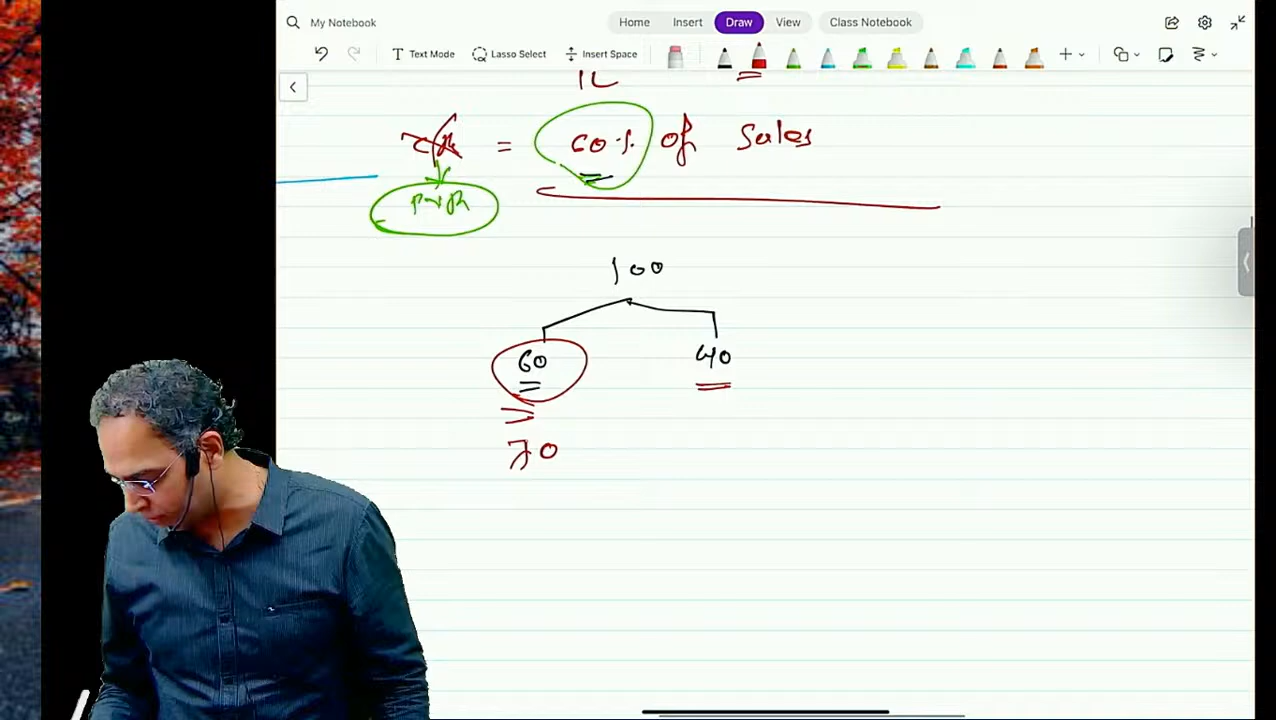 My Notebook
Home Insert Draw View Class Notebook
Text Mode Lasso Select Insert Space
= 60% of Sales
100
60 40
70